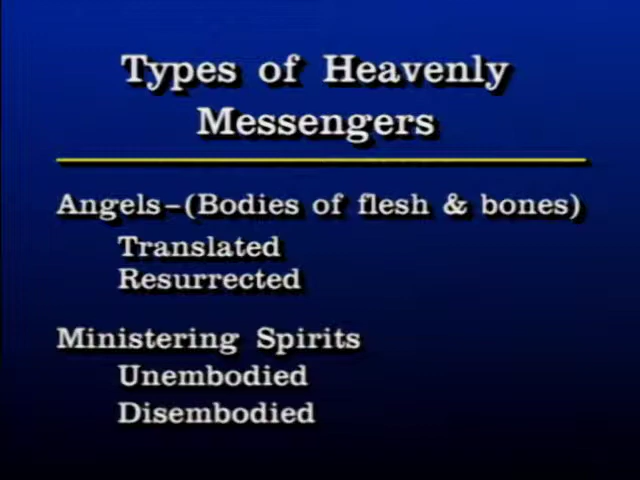 Types of Heavenly
Messengers
Angels–(Bodies of flesh & bones)
Translated
Resurrected
Ministering Spirits
Unembodied
Disembodied